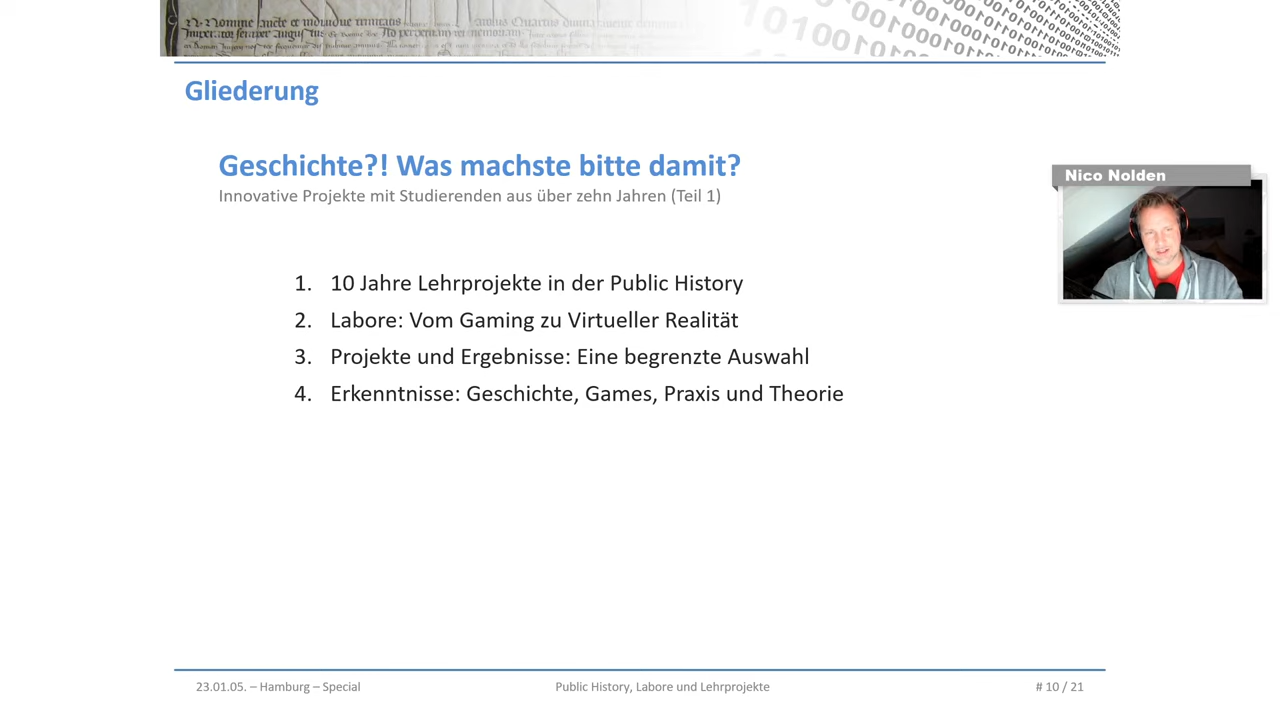 Gliederung
Geschichte?! Was machste bitte damit?
Innovative Projekte mit Studierenden aus über zehn Jahren (Teil 1)
Nico Nolden
1. 10 Jahre Lehrprojekte in der Public History
2. Labore: Vom Gaming zu Virtueller Realität
3. Projekte und Ergebnisse: Eine begrenzte Auswahl
4. Erkenntnisse: Geschichte, Games, Praxis und Theorie
23.01.05. – Hamburg – Special
Public History, Labore und Lehrprojekte
# 10 / 21